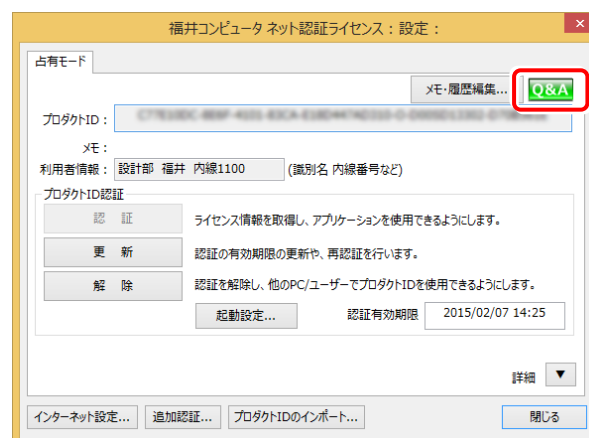 福井コンピュータ ネット認証ライセンス：設定：
占有モード
メモ・履歴編集... Q&A
プロダクトID：
メモ：
利用者情報： 設計部 福井 内線1100 (識別名 内線番号など)
プロダクトID認証
認 証 ライセンス情報を取得し、アプリケーションを使用できるようにします。
更 新 認証の有効期限の更新や、再認証を行います。
解 除 認証を解除し、他のPC/ユーザーでプロダクトIDを使用できるようにします。
起動設定... 認証有効期限 2015/02/07 14:25
詳細 ▼
インターネット設定... 追加認証... プロダクトIDのインポート... 閉じる